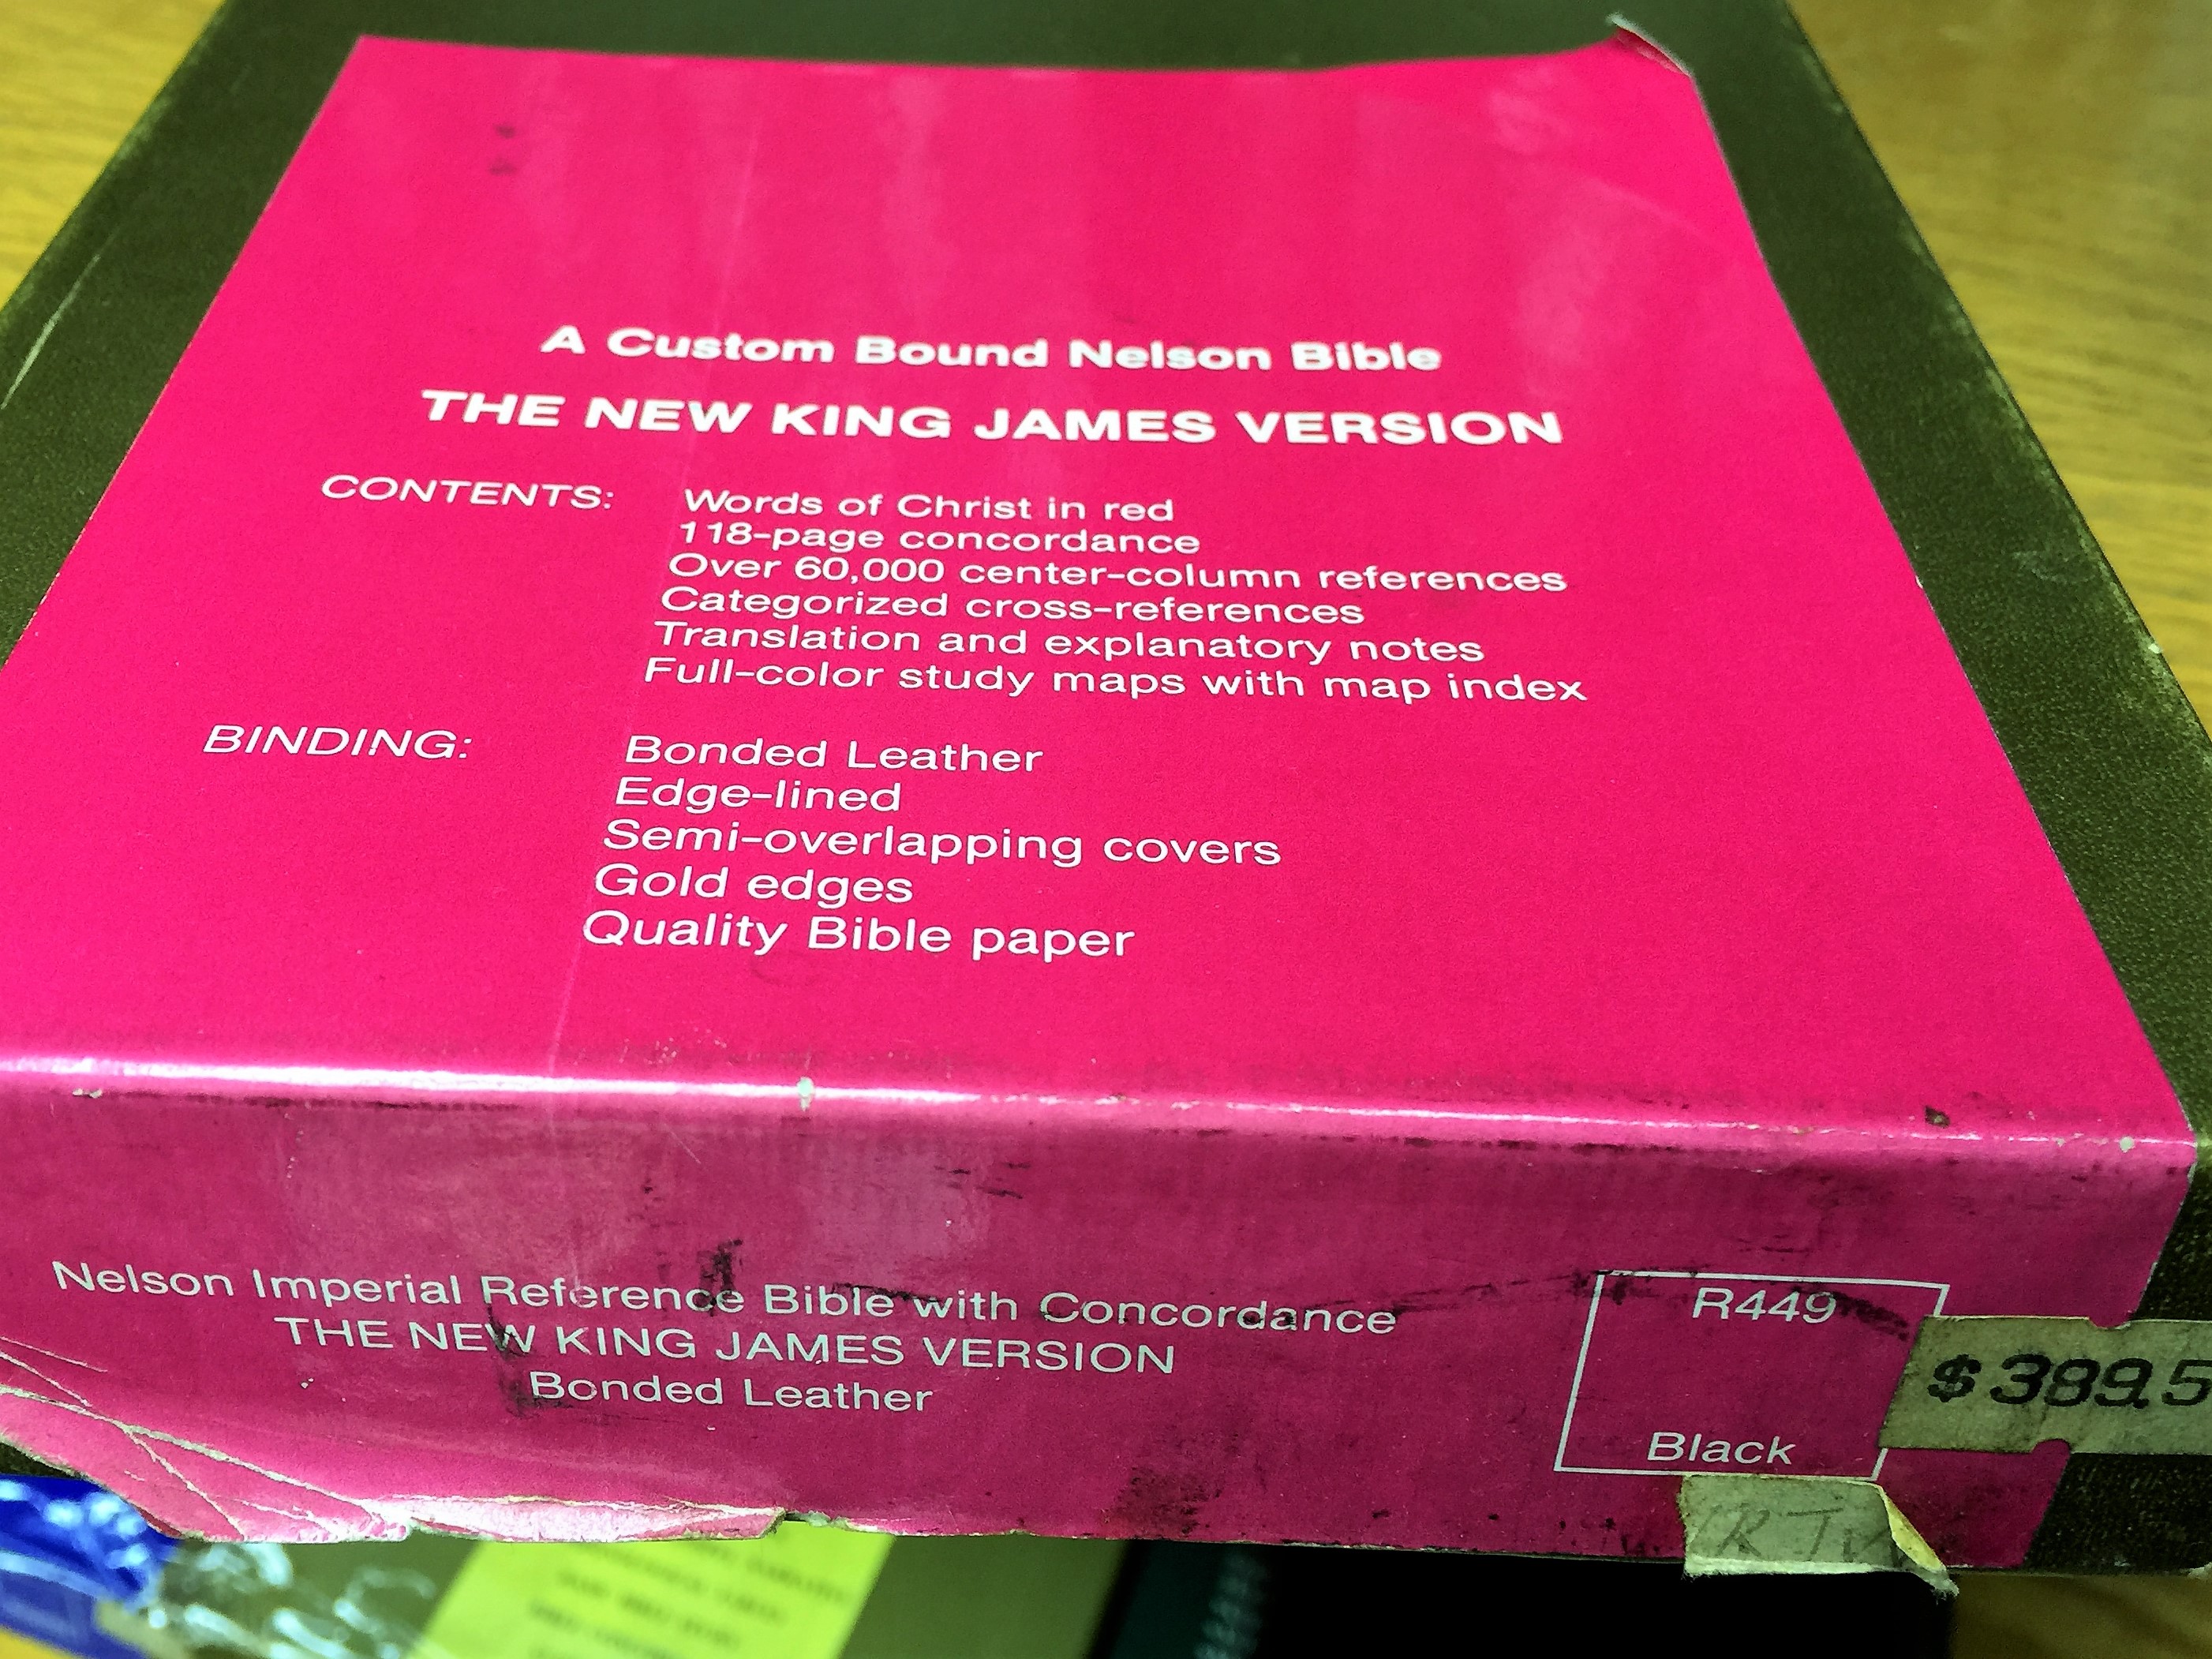 A Custom Bound Nelson Bible
THE NEW KING JAMES VERSION
CONTENTS: Words of Christ in red
118-page concordance
Over 60,000 center-column references
Categorized cross-references
Translation and explanatory notes
Full-color study maps with map index
BINDING: Bonded Leather
Edge-lined
Semi-overlapping covers
Gold edges
Quality Bible paper
Nelson Imperial Reference Bible with Concordance
THE NEW KING JAMES VERSION
Bonded Leather
R449
Black
$389.5